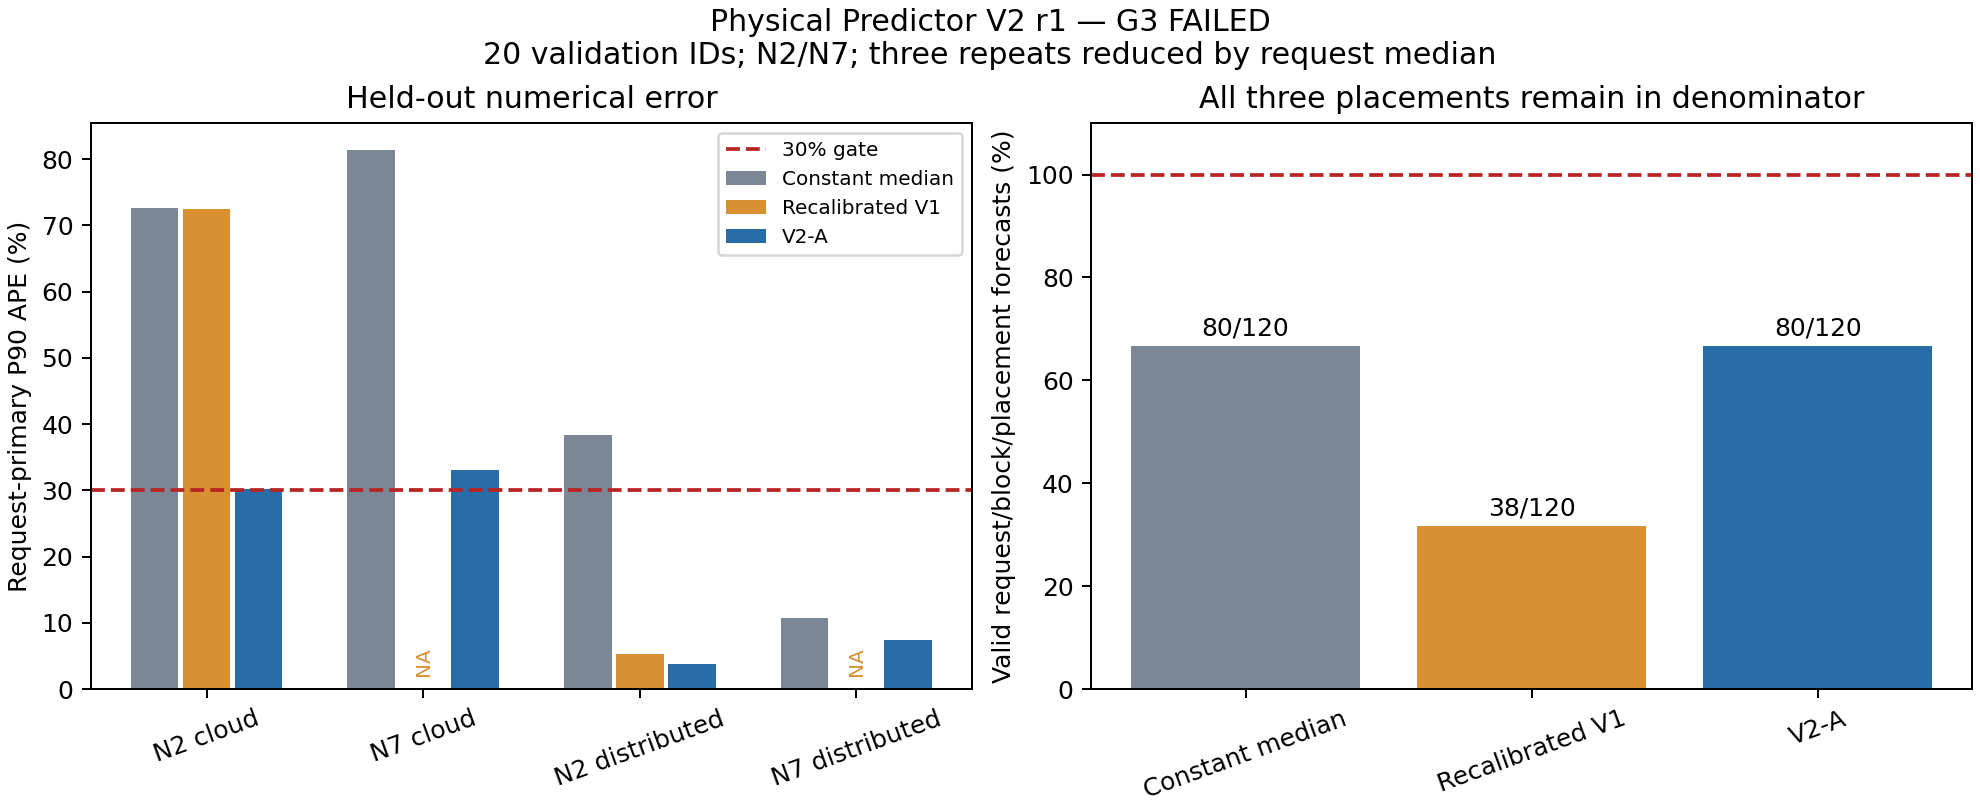 Physical Predictor V2 r1 — G3 FAILED
20 validation IDs; N2/N7; three repeats reduced by request median
Held-out numerical error
Request-primary P90 APE (%)
80
70
60
50
40
30
20
10
0
30% gate
Constant median
Recalibrated V1
V2-A
NA
NA
N2 cloud
N7 cloud
N2 distributed
N7 distributed
All three placements remain in denominator
Valid request/block/placement forecasts (%)
100
80
60
40
20
0
80/120
38/120
80/120
Constant median
Recalibrated V1
V2-A